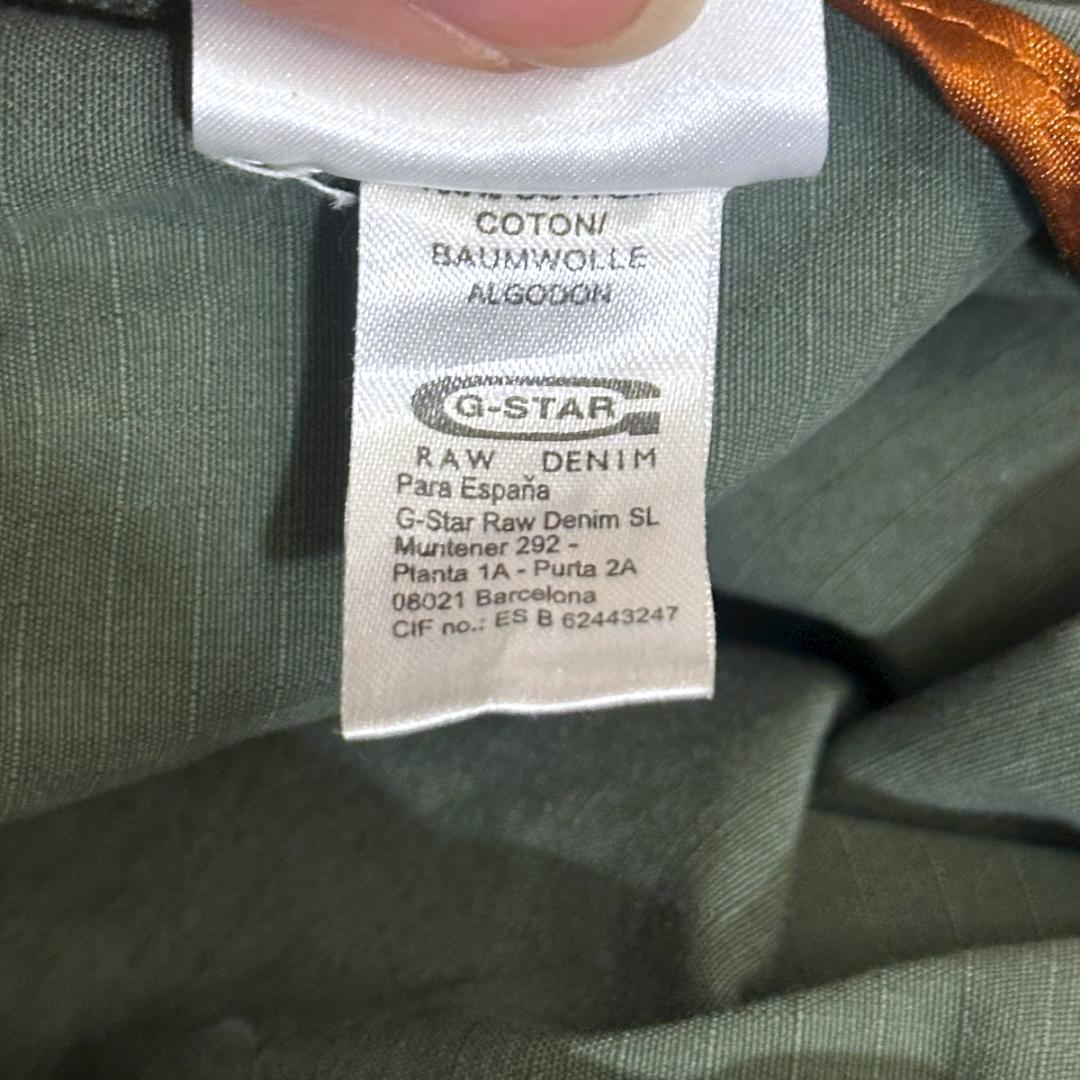 COTON/
BAUMWOLLE
ALGODON
G-STAR
RAW DENIM
Para España
G-Star Raw Denim SL
Muntener 292 -
Planta 1A - Purta 2A
08021 Barcelona
CIF no.: ES B 62443247